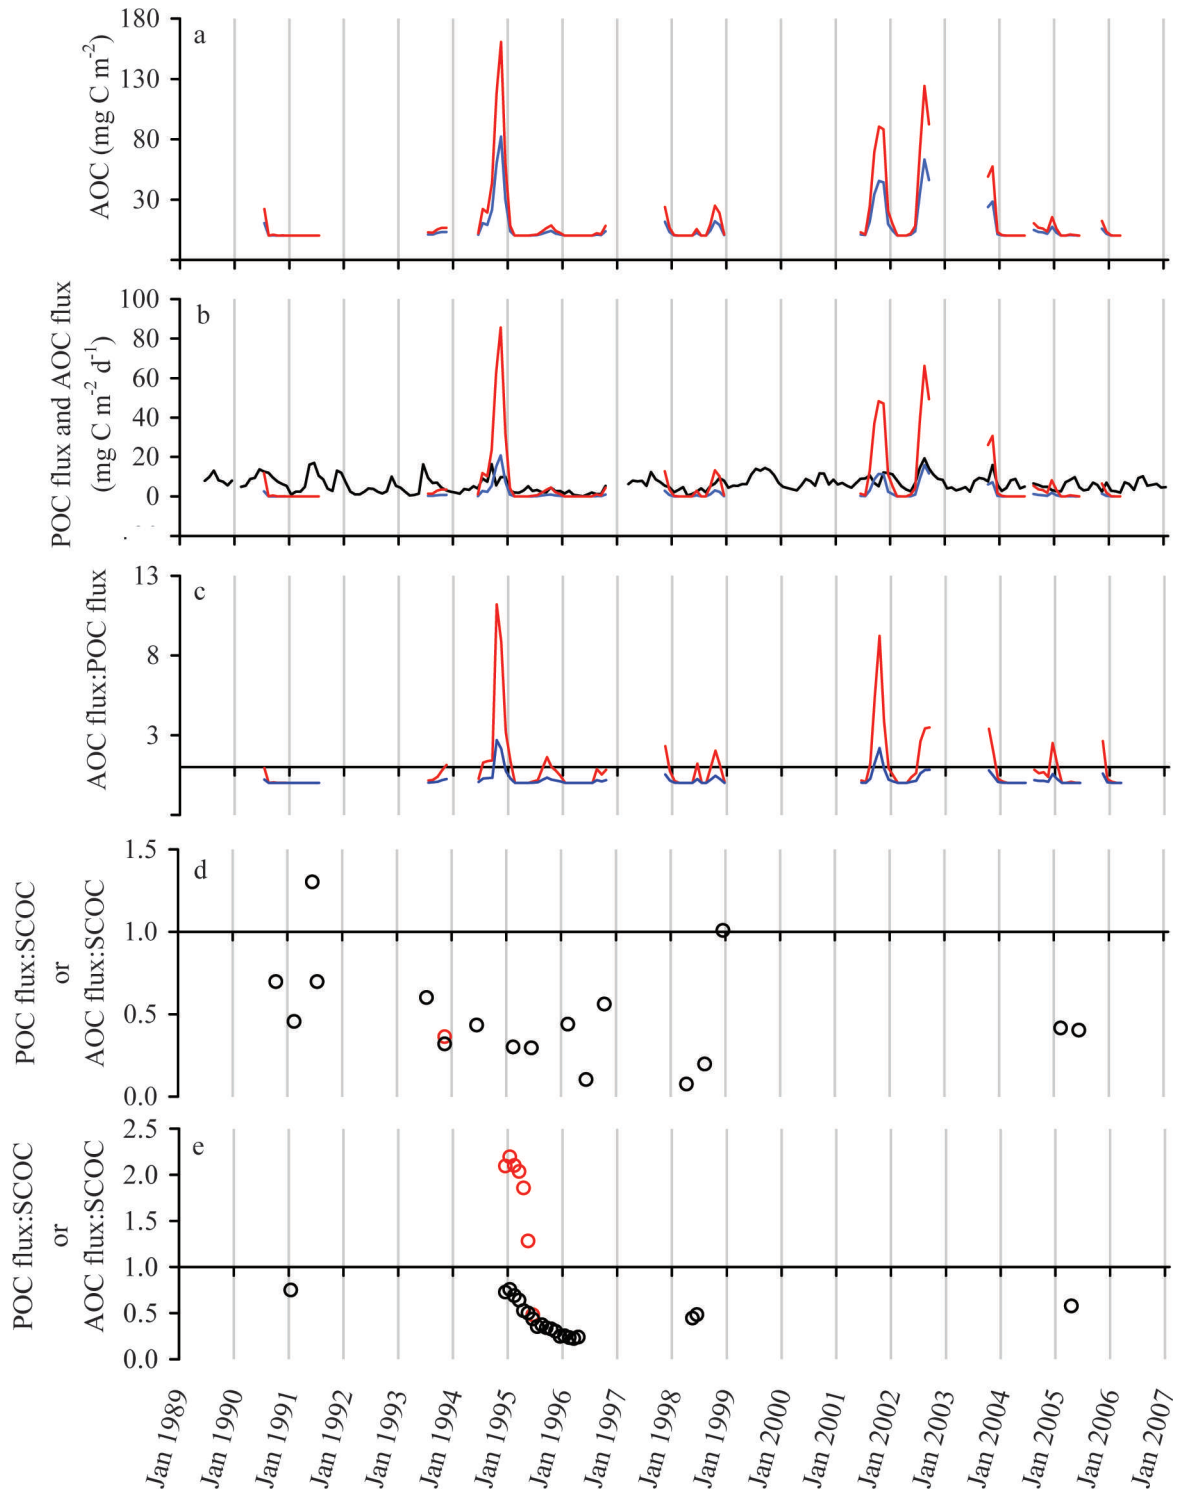 a
AOC (mg C m-2)
180
130
80
30
b
POC flux and AOC flux
(mg C m-2 d-1)
100
80
60
40
20
0
c
AOC flux:POC flux
13
8
3
d
POC flux:SCOC
or
AOC flux:SCOC
1.5
1.0
0.5
0.0
e
POC flux:SCOC
or
AOC flux:SCOC
2.5
2.0
1.5
1.0
0.5
0.0
Jan 1989
Jan 1990
Jan 1991
Jan 1992
Jan 1993
Jan 1994
Jan 1995
Jan 1996
Jan 1997
Jan 1998
Jan 1999
Jan 2000
Jan 2001
Jan 2002
Jan 2003
Jan 2004
Jan 2005
Jan 2006
Jan 2007